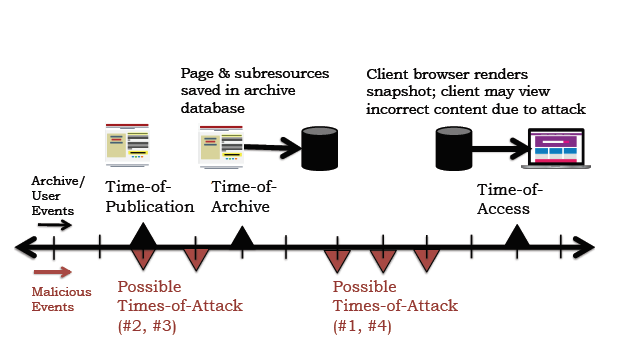 Page & subresources
saved in archive
database
Client browser renders
snapshot; client may view
incorrect content due to attack
Archive/
User
Events
Time-of-
Publication
Time-of-
Archive
Time-of-
Access
Malicious
Events
Possible
Times-of-Attack
(#2, #3)
Possible
Times-of-Attack
(#1, #4)